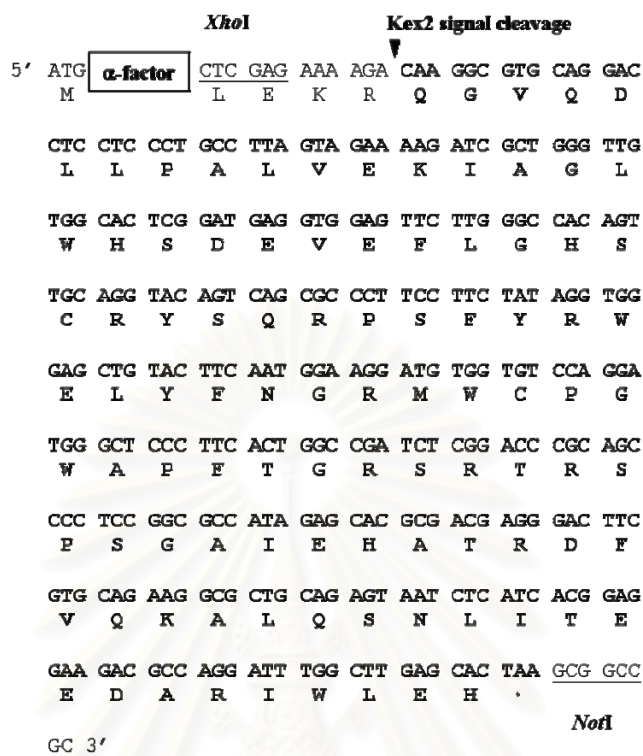 XhoI Kex2 signal cleavage
5' ATG α-factor CTC GAG AAA AGA CAA GGC GTG CAG GAC
M L E K R Q G V Q D
CTC CTC CCT GCC TTA GTA GAA AAG ATC GCT GGG TTG
L L P A L V E K I A G L
TGG CAC TCG GAT GAG GTG GAG TTC TTG GGC CAC AGT
W H S D E V E F L G H S
TGC AGG TAC AGT CAG CGC CCT TCC TTC TAT AGG TGG
C R Y S Q R P S F Y R W
GAG CTG TAC TTC AAT GGA AGG ATG TGG TGT CCA GGA
E L Y F N G R M W C P G
TGG GCT CCC TTC ACT GGC CGA TCT CGG ACC CGC AGC
W A P F T G R S R T R S
CCC TCC GGC GCC ATA GAG CAC GCG ACG AGG GAC TTC
P S G A I E H A T R D F
GTG CAG AAG GCG CTG CAG AGT AAT CTC ATC ACG GAG
V Q K A L Q S N L I T E
GAA GAC GCC AGG ATT TGG CTT GAG CAC TAA GCG GCC
E D A R I W L E H .
NotI
GC 3'